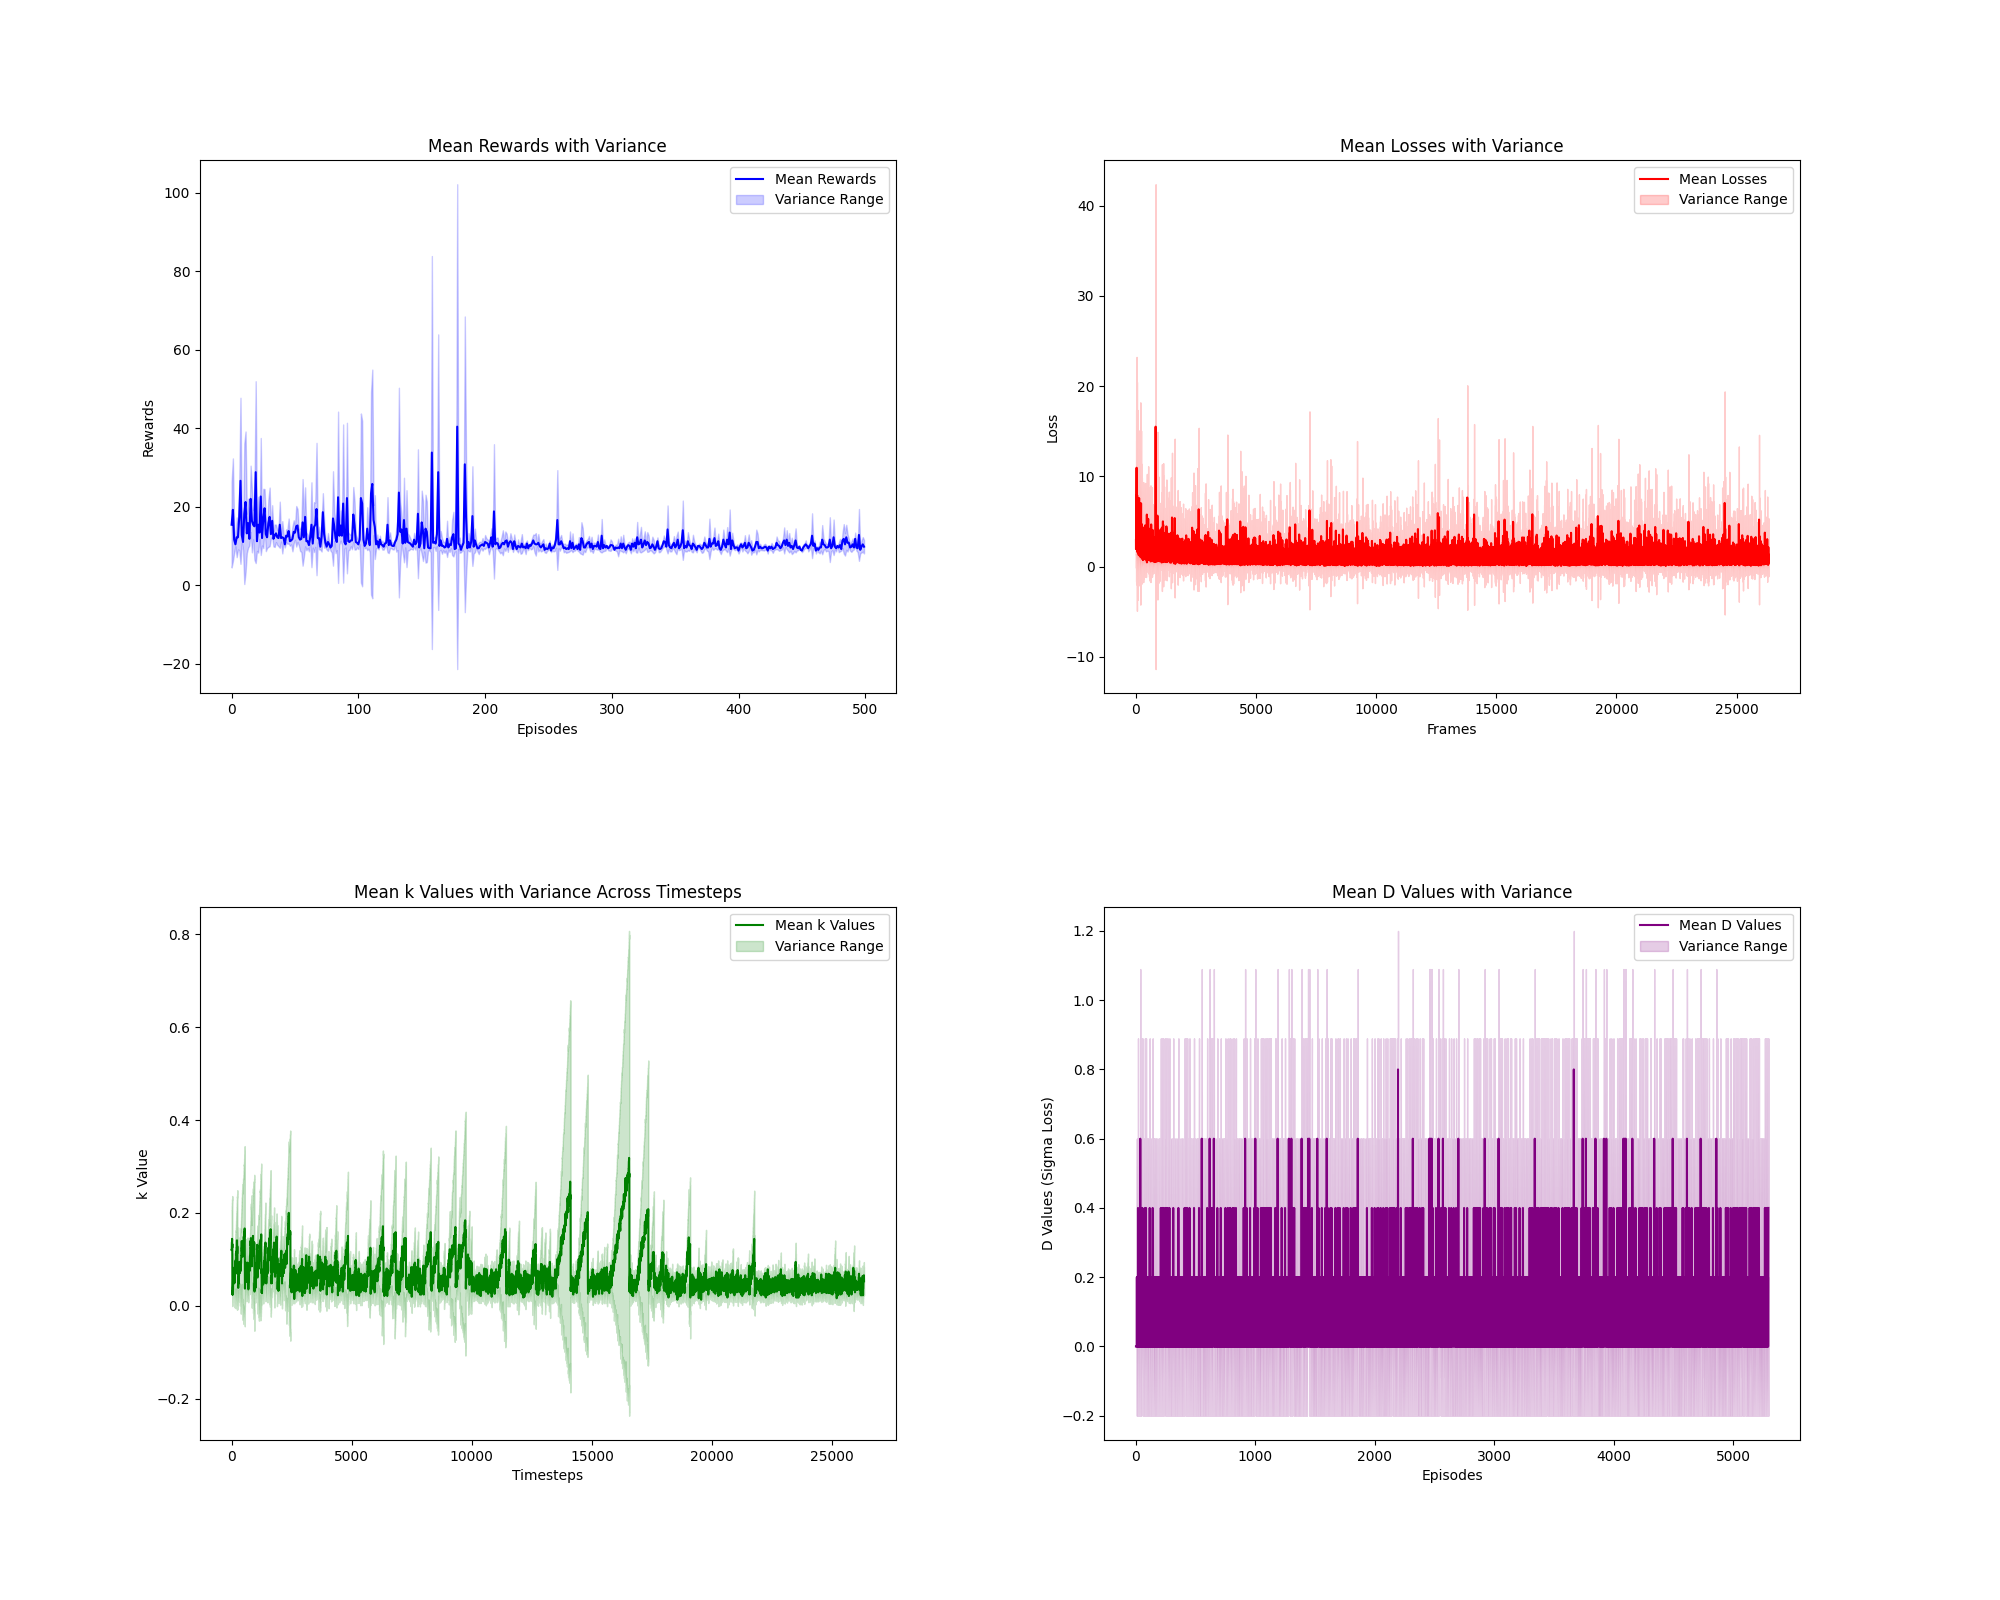 Mean Rewards with Variance
Mean Rewards
Variance Range
100
80
60
40
20
0
−20
Rewards
0 100 200 300 400 500
Episodes
Mean Losses with Variance
Mean Losses
Variance Range
40
30
20
10
0
−10
Loss
0 5000 10000 15000 20000 25000
Frames
Mean k Values with Variance Across Timesteps
Mean k Values
Variance Range
0.8
0.6
0.4
0.2
0.0
−0.2
k Value
0 5000 10000 15000 20000 25000
Timesteps
Mean D Values with Variance
Mean D Values
Variance Range
1.2
1.0
0.8
0.6
0.4
0.2
0.0
−0.2
D Values (Sigma Loss)
0 1000 2000 3000 4000 5000
Episodes